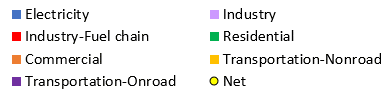 Electricity
Industry
Industry-Fuel chain
Residential
Commercial
Transportation-Nonroad
Transportation-Onroad
Net